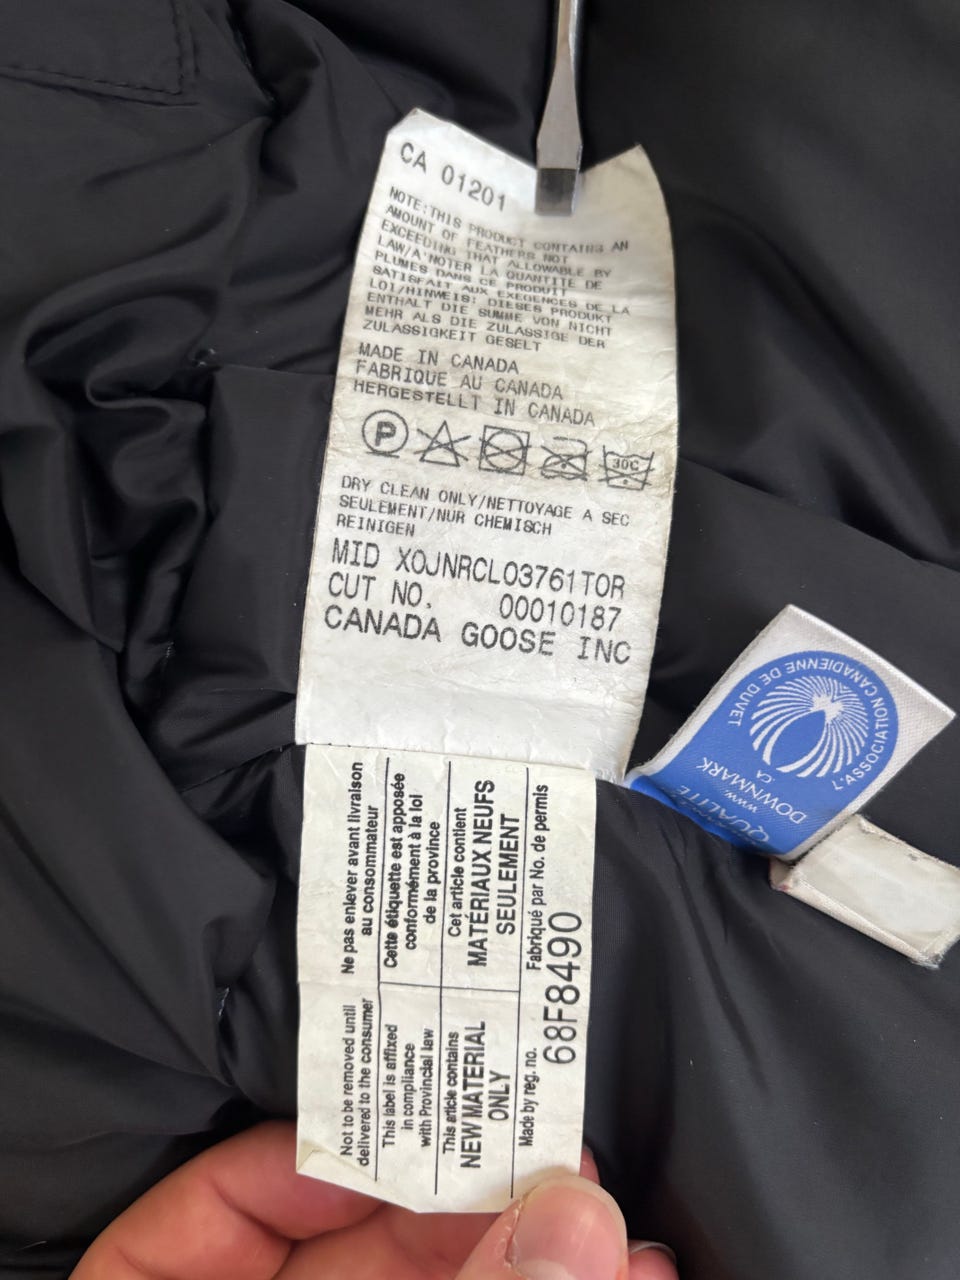 CA 01201
NOTE:THIS PRODUCT CONTAINS AN
AMOUNT OF FEATHERS NOT
EXCEEDING THAT ALLOWABLE BY
LAW/A'NOTER LA QUANTITE DE
PLUMES DANS CE PRODUIT
SATISFAIT AUX EXEGENCES DE LA
LOI/HINWEIS: DIESES PRODUKT
ENTHALT DIE SUMME VON NICHT
MEHR ALS DIE ZULASSIGE DER
ZULASSIGKEIT GESELT
MADE IN CANADA
FABRIQUE AU CANADA
HERGESTELLT IN CANADA
P
30C
DRY CLEAN ONLY/NETTOYAGE A SEC
SEULEMENT/NUR CHEMISCH
REINIGEN
MID XOJNRCL03761TOR
CUT NO. 00010187
CANADA GOOSE INC
L'ASSOCIATION CANADIENNE DE DUVET
QUALITÉ
www.
DOWNMARK
.CA
Ne pas enlever avant livraison
au consommateur
Cette étiquette est apposée
conformément à la loi
de la province
Cet article contient
MATÉRIAUX NEUFS
SEULEMENT
Fabriqué par No. de permis
Not to be removed until
delivered to the consumer
This label is affixed
in compliance
with Provincial law
This article contains
NEW MATERIAL
ONLY
Made by reg. no.
68F8490